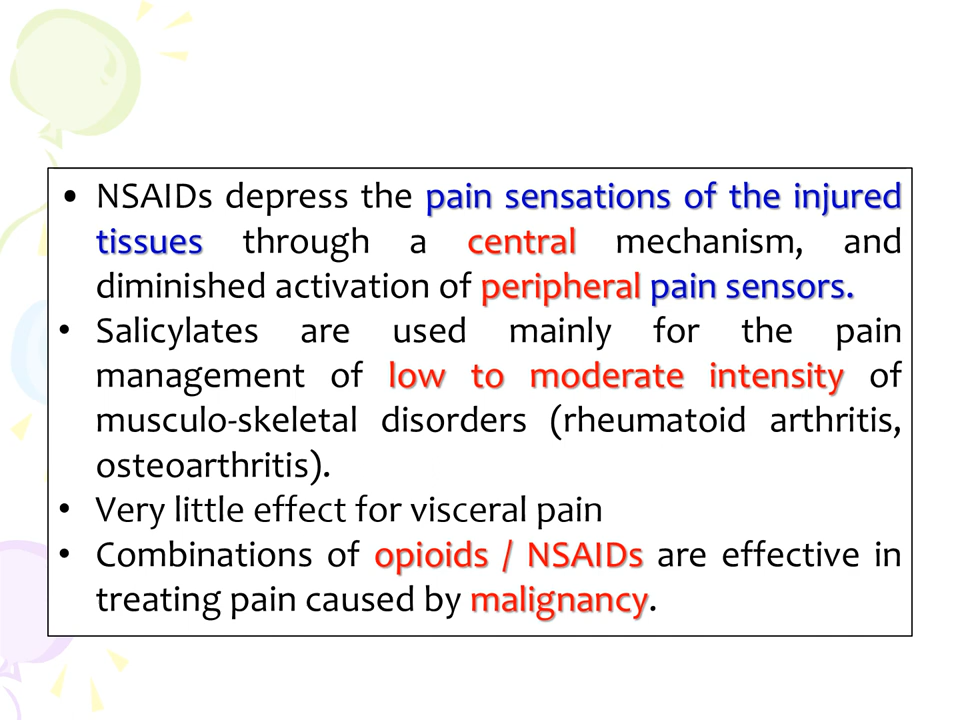 • NSAIDs depress the pain sensations of the injured
tissues through a central mechanism, and
diminished activation of peripheral pain sensors.
• Salicylates are used mainly for the pain
management of low to moderate intensity of
musculo-skeletal disorders (rheumatoid arthritis,
osteoarthritis).
• Very little effect for visceral pain
• Combinations of opioids / NSAIDs are effective in
treating pain caused by malignancy.